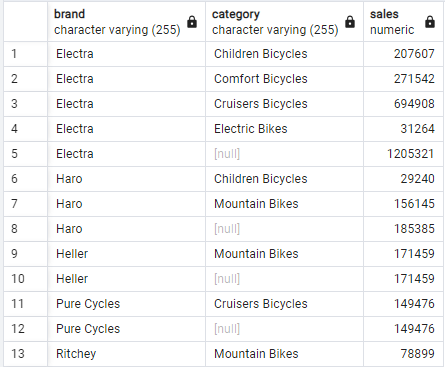 brand category sales
character varying (255) character varying (255) numeric
1 Electra Children Bicycles 207607
2 Electra Comfort Bicycles 271542
3 Electra Cruisers Bicycles 694908
4 Electra Electric Bikes 31264
5 Electra [null] 1205321
6 Haro Children Bicycles 29240
7 Haro Mountain Bikes 156145
8 Haro [null] 185385
9 Heller Mountain Bikes 171459
10 Heller [null] 171459
11 Pure Cycles Cruisers Bicycles 149476
12 Pure Cycles [null] 149476
13 Ritchey Mountain Bikes 78899